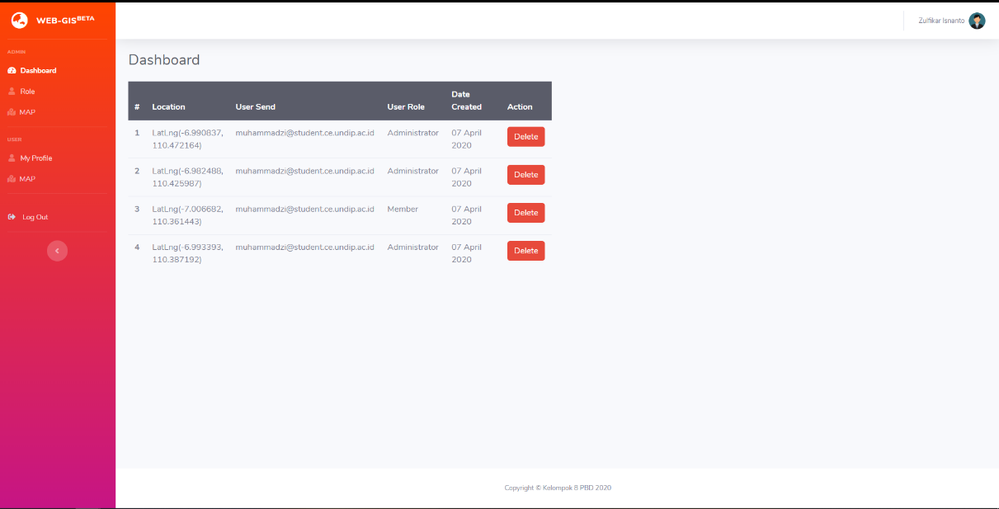 WEB-GIS BETA
Zulfikar Isnanto
ADMIN
Dashboard
Role
MAP
USER
My Profile
MAP
Log Out
Dashboard
# Location User Send User Role Date Created Action
1 LatLng(-6.990837, 110.472164) muhammadzi@student.ce.undip.ac.id Administrator 07 April 2020 Delete
2 LatLng(-6.982488, 110.425987) muhammadzi@student.ce.undip.ac.id Administrator 07 April 2020 Delete
3 LatLng(-7.006682, 110.361443) muhammadzi@student.ce.undip.ac.id Member 07 April 2020 Delete
4 LatLng(-6.993393, 110.387192) muhammadzi@student.ce.undip.ac.id Administrator 07 April 2020 Delete
Copyright © Kelompok 8 PBD 2020